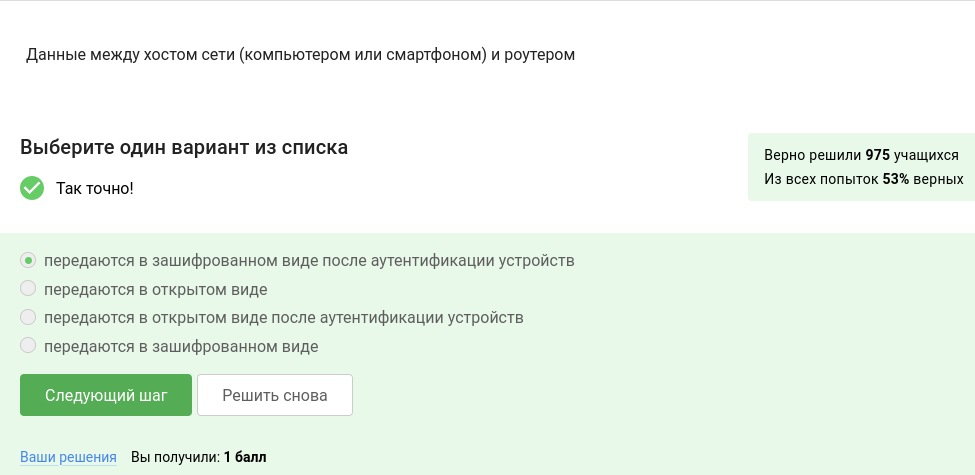 Данные между хостом сети (компьютером или смартфоном) и роутером
Выберите один вариант из списка
Верно решили 975 учащихся
Из всех попыток 53% верных
Так точно!
передаются в зашифрованном виде после аутентификации устройств
передаются в открытом виде
передаются в открытом виде после аутентификации устройств
передаются в зашифрованном виде
Следующий шаг
Решить снова
Ваши решения Вы получили: 1 балл